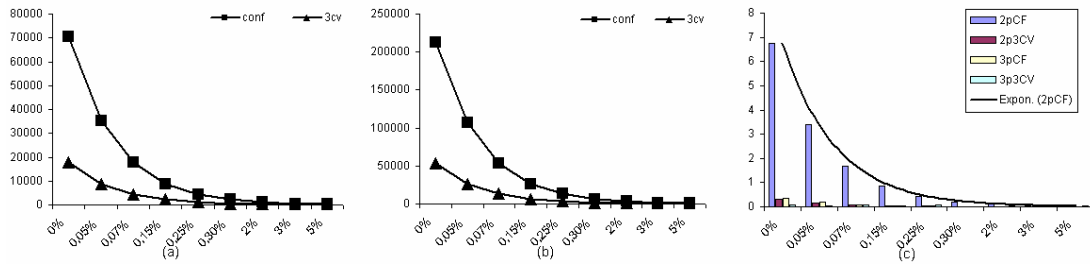 conf 3cv
80000
70000
60000
50000
40000
30000
20000
10000
0
0% 0,05% 0,07% 0,15% 0,25% 0,30% 2% 3% 5%
(a)
conf 3cv
250000
200000
150000
100000
50000
0
0% 0,05% 0,07% 0,15% 0,25% 0,30% 2% 3% 5%
(b)
8
7
6
5
4
3
2
1
0
2pCF
2p3CV
3pCF
3p3CV
Expon. (2pCF)
0% 0,05% 0,07% 0,15% 0,25% 0,30% 2% 3% 5%
(c)